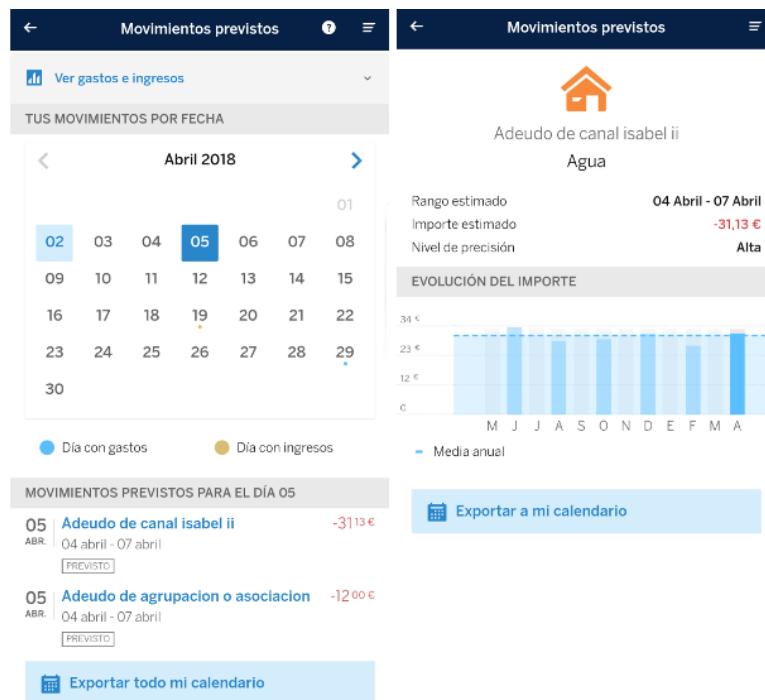 Movimientos previstos
?
Ver gastos e ingresos
TUS MOVIMIENTOS POR FECHA
Abril 2018
01
02 03 04 05 06 07 08
09 10 11 12 13 14 15
16 17 18 19 20 21 22
23 24 25 26 27 28 29
30
Día con gastos
Día con ingresos
MOVIMIENTOS PREVISTOS PARA EL DÍA 05
05 Adeudo de canal isabel ii -31 13 €
ABR. 04 abril - 07 abril
PREVISTO
05 Adeudo de agrupacion o asociacion -12 00 €
ABR. 04 abril - 07 abril
PREVISTO
Exportar todo mi calendario
Movimientos previstos
Adeudo de canal isabel ii
Agua
Rango estimado 04 Abril - 07 Abril
Importe estimado -31,13 €
Nivel de precisión Alta
EVOLUCIÓN DEL IMPORTE
34 €
23 €
12 €
0
M J J A S O N D E F M A
Media anual
Exportar a mi calendario